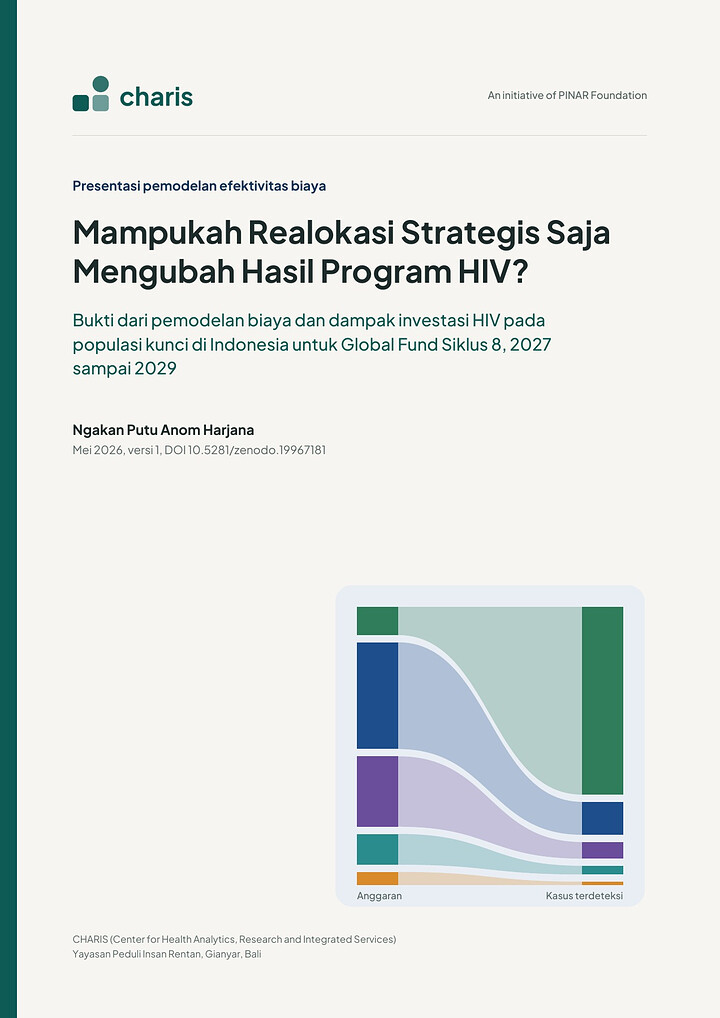 charis
An initiative of PINAR Foundation
Presentasi pemodelan efektivitas biaya
Mampukah Realokasi Strategis Saja
Mengubah Hasil Program HIV?
Bukti dari pemodelan biaya dan dampak investasi HIV pada
populasi kunci di Indonesia untuk Global Fund Siklus 8, 2027
sampai 2029
Ngakan Putu Anom Harjana
Mei 2026, versi 1, DOI 10.5281/zenodo.19967181
Anggaran
Kasus terdeteksi
CHARIS (Center for Health Analytics, Research and Integrated Services)
Yayasan Peduli Insan Rentan, Gianyar, Bali